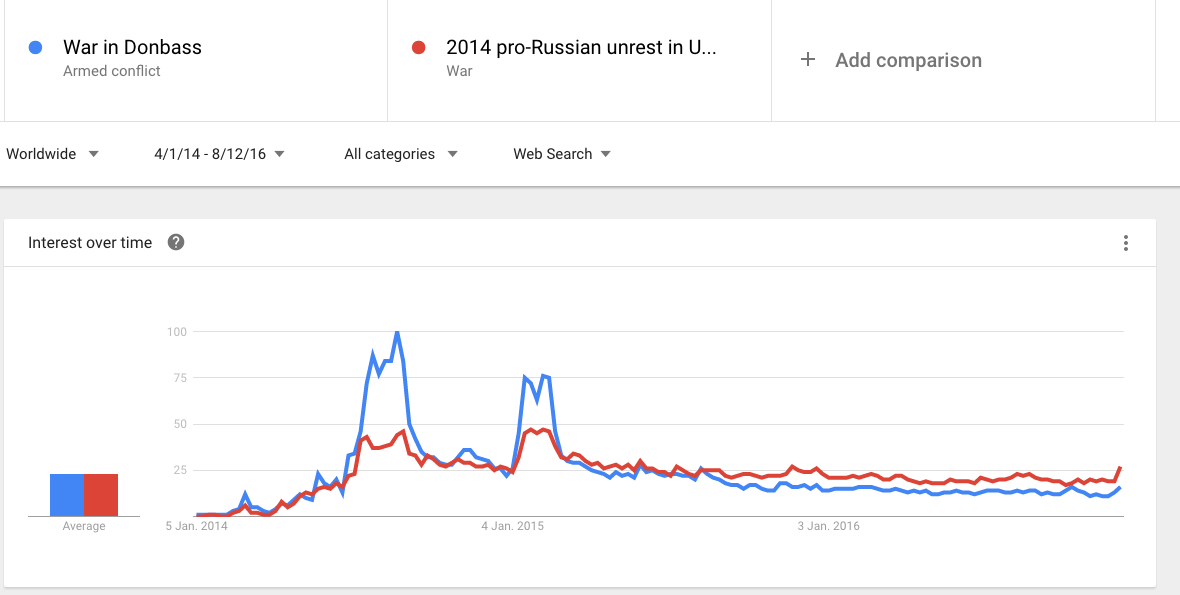 War in Donbass
Armed conflict
2014 pro-Russian unrest in U...
War
+ Add comparison
Worldwide
4/1/14 - 8/12/16
All categories
Web Search
Interest over time
?
100
75
50
25
Average
5 Jan. 2014
4 Jan. 2015
3 Jan. 2016